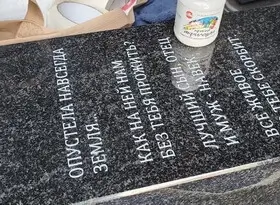 ОПУСТЕЛА НАВСЕГДА
ЗЕМЛЯ...
КАК НА НЕЙ НАМ
БЕЗ ТЕБЯ ПРОЖИТЬ!
ЛУЧШИЙ СЫН, ОТЕЦ
И МУЖ НАВЕК
ВСЁ ЖИВОЕ
О ТЕБЕ СКОРБИТ